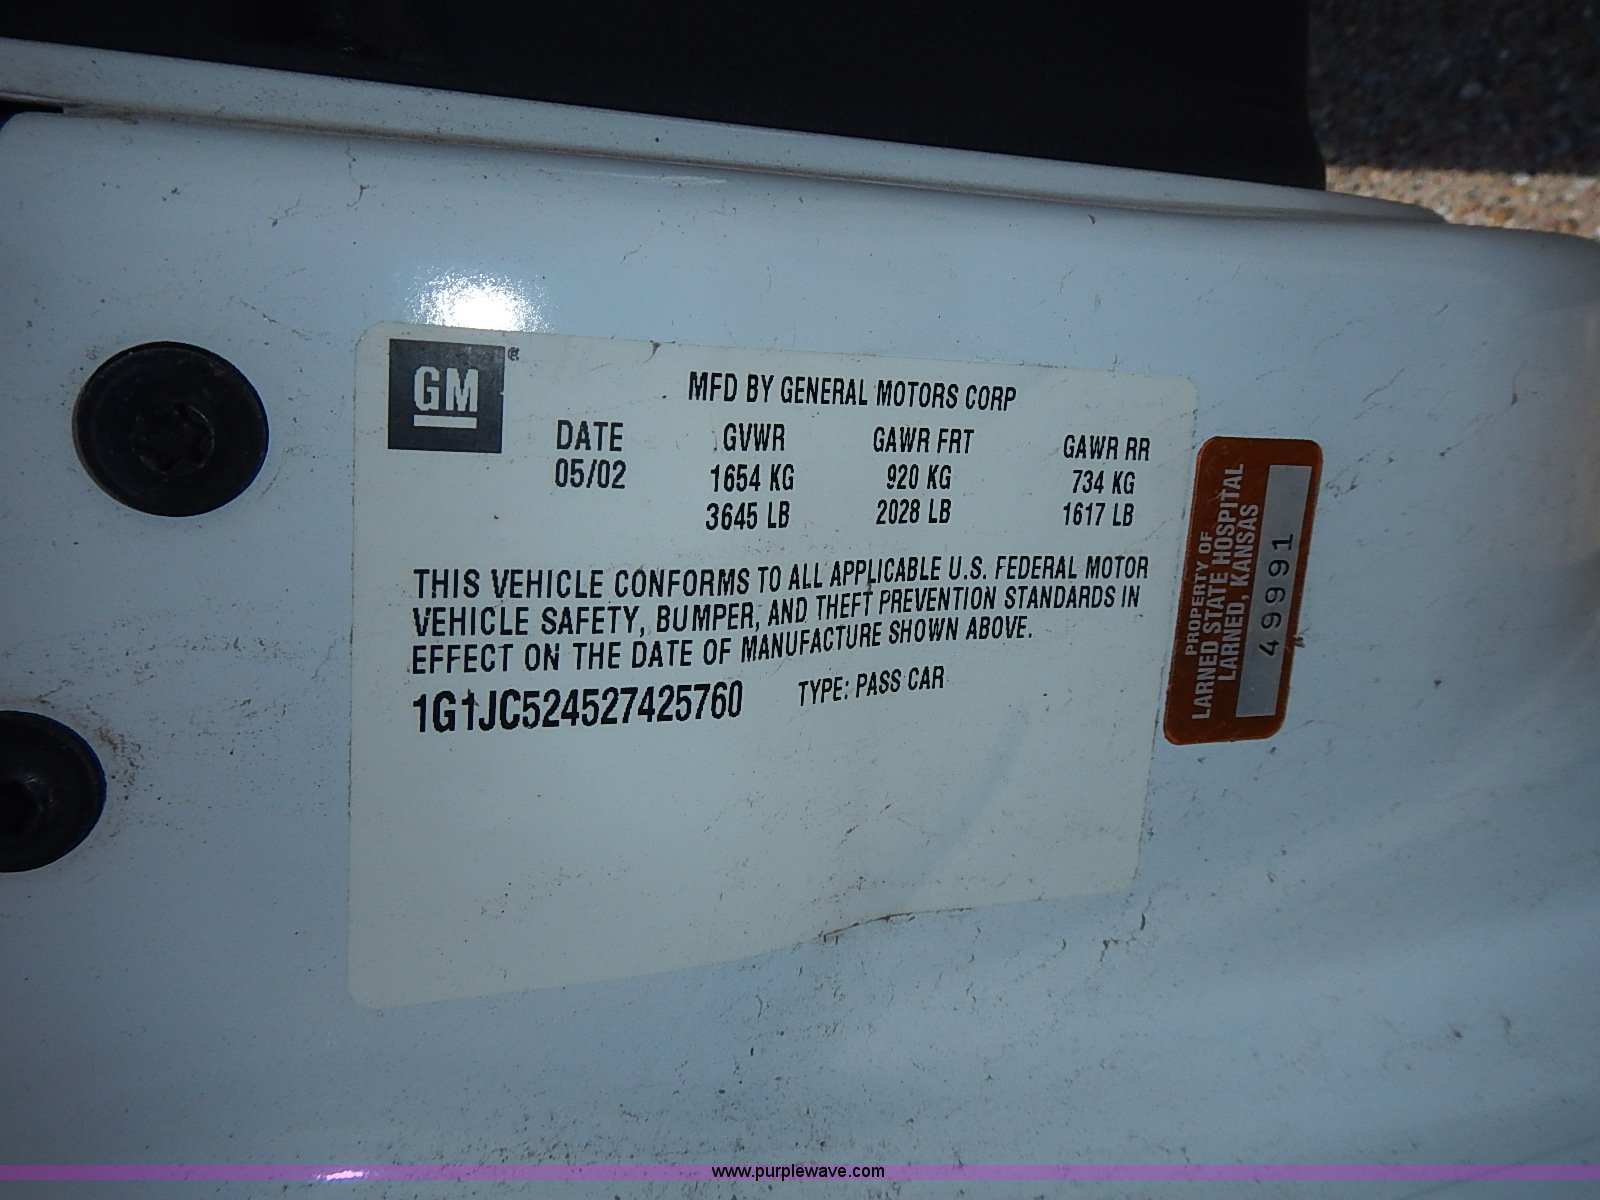 GM
MFD BY GENERAL MOTORS CORP
DATE GVWR GAWR FRT GAWR RR
05/02 1654 KG 920 KG 734 KG
3645 LB 2028 LB 1617 LB
THIS VEHICLE CONFORMS TO ALL APPLICABLE U.S. FEDERAL MOTOR
VEHICLE SAFETY, BUMPER, AND THEFT PREVENTION STANDARDS IN
EFFECT ON THE DATE OF MANUFACTURE SHOWN ABOVE.
1G1JC524527425760 TYPE: PASS CAR
PROPERTY OF
LARNED STATE HOSPITAL
LARNED, KANSAS
49991
www.purplewave.com